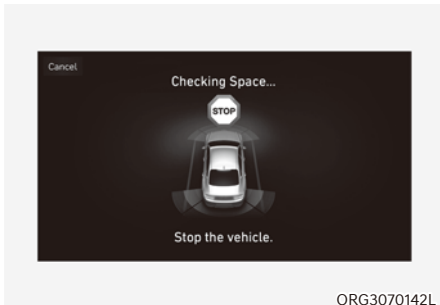 Cancel
Checking Space...
STOP
Stop the vehicle.
ORG3070142L